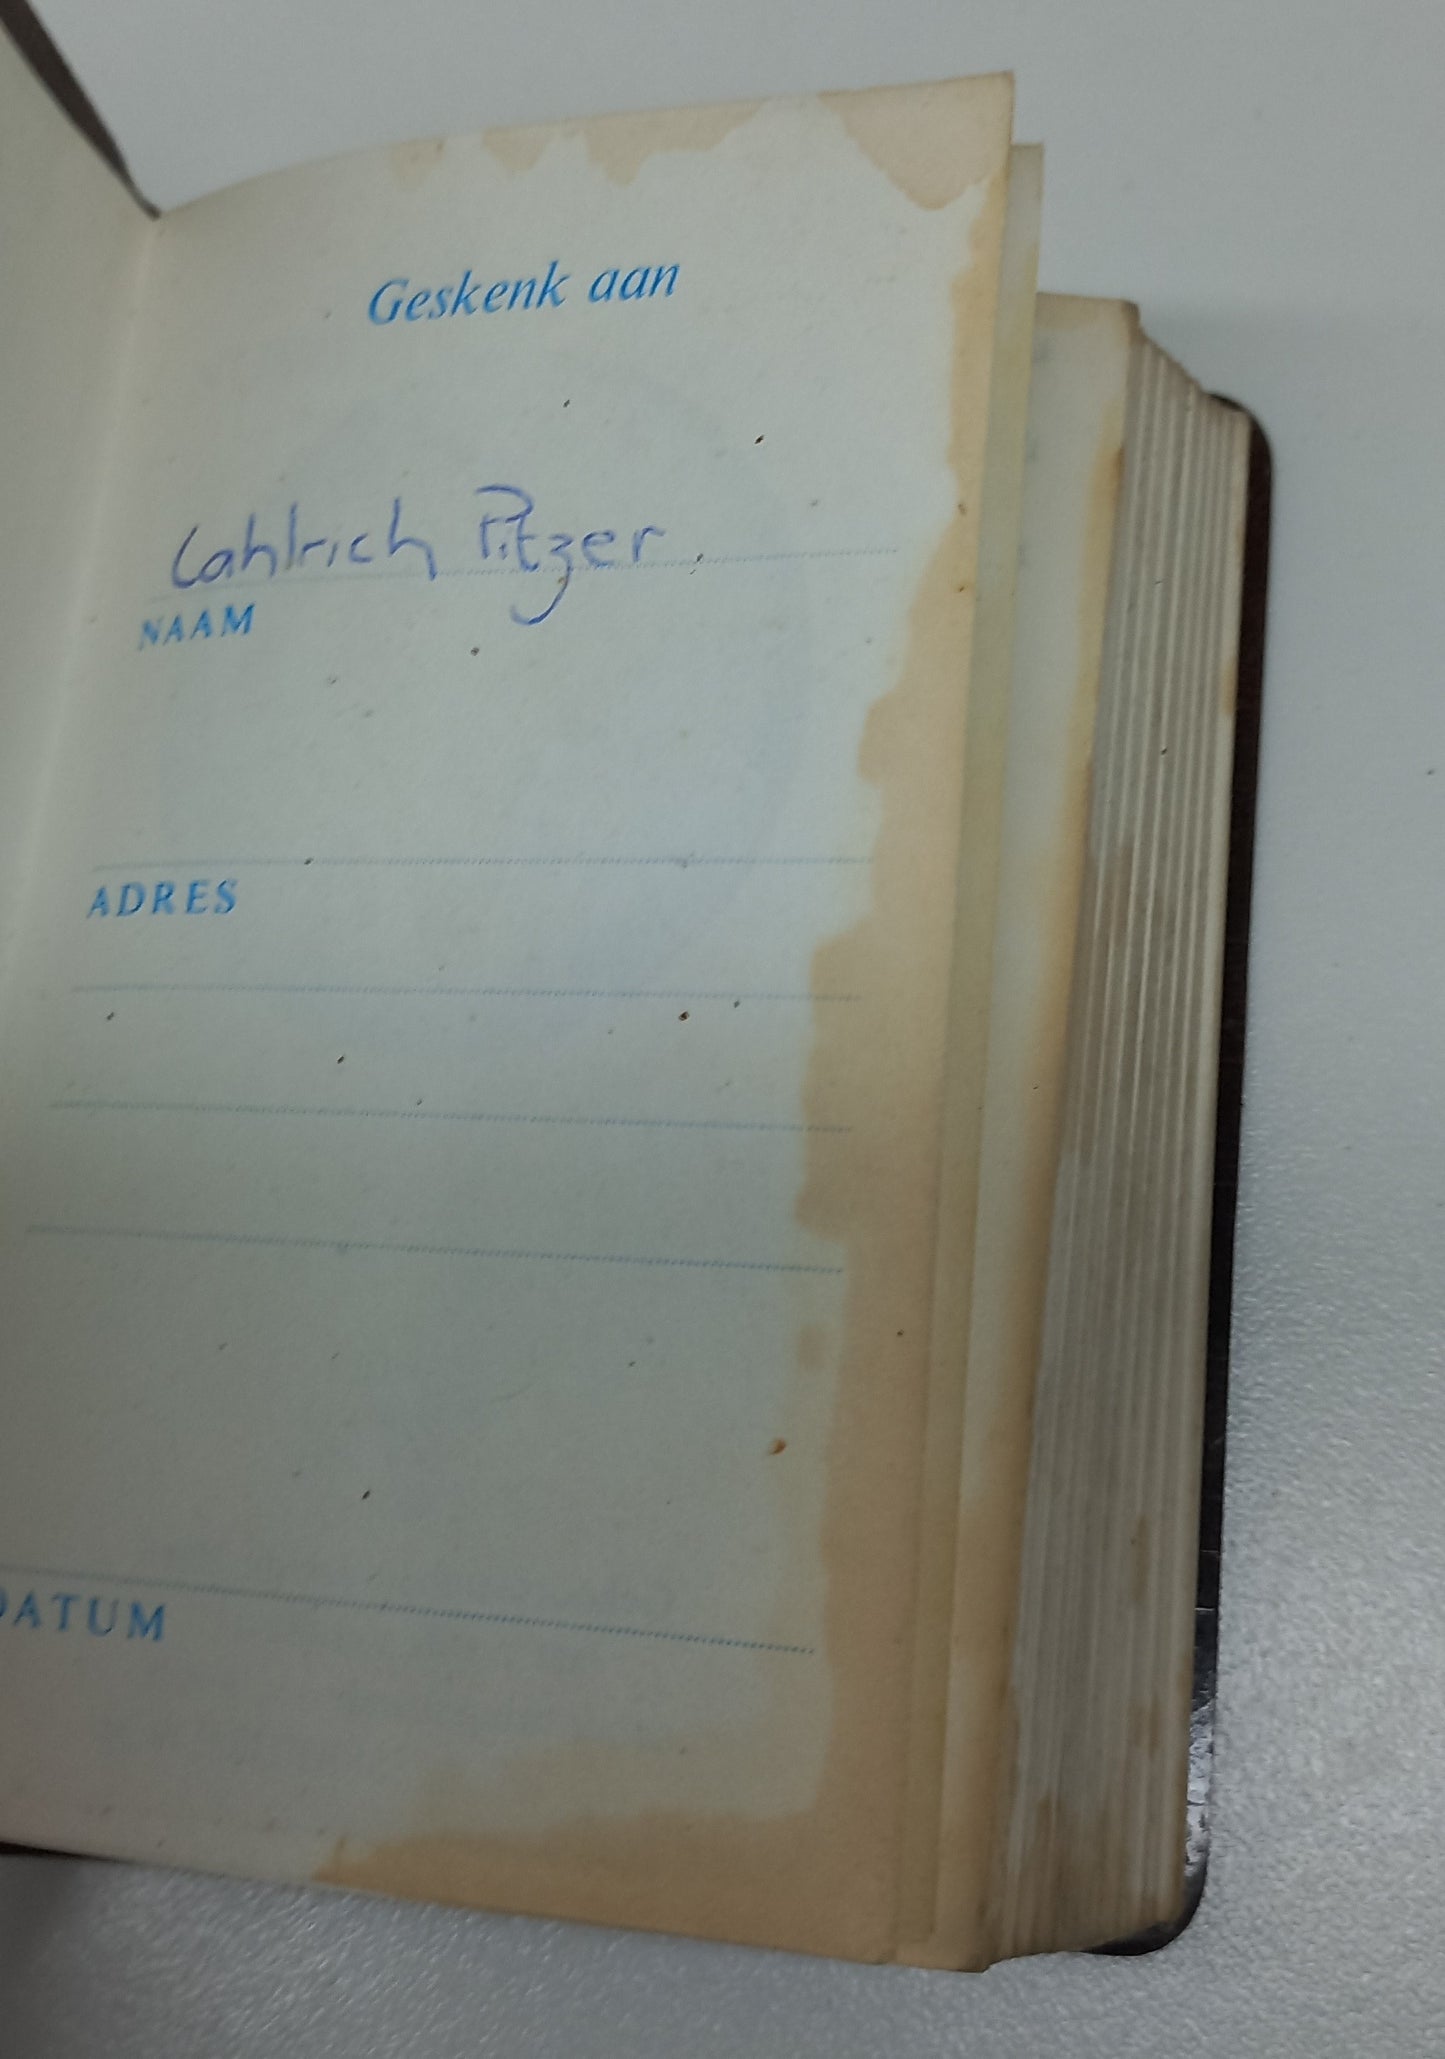 Geskenk aan
Cahlrich Pitzer
NAAM
ADRES
DATUM